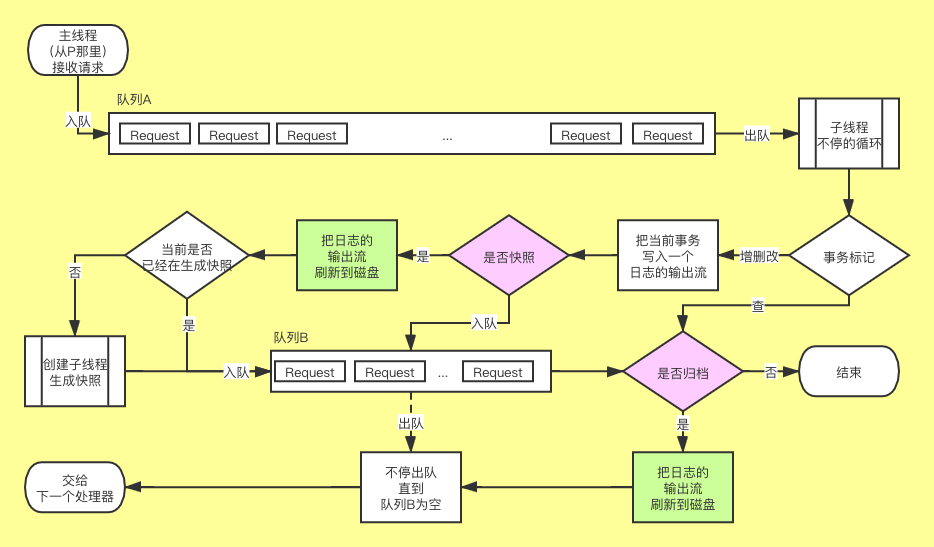 主线程
（从P那里）
接收请求
队列A
入队
Request
Request
Request
...
Request
Request
出队
子线程
不停的循环
当前是否
已经在生成快照
把日志的
输出流
刷新到磁盘
是
是否快照
把当前事务
写入一个
日志的输出流
增删改
事务标记
否
是
入队
查
队列B
创建子线程
生成快照
入队
Request
Request
...
Request
是否归档
否
结束
出队
是
交给
下一个处理器
不停出队
直到
队列B为空
把日志的
输出流
刷新到磁盘